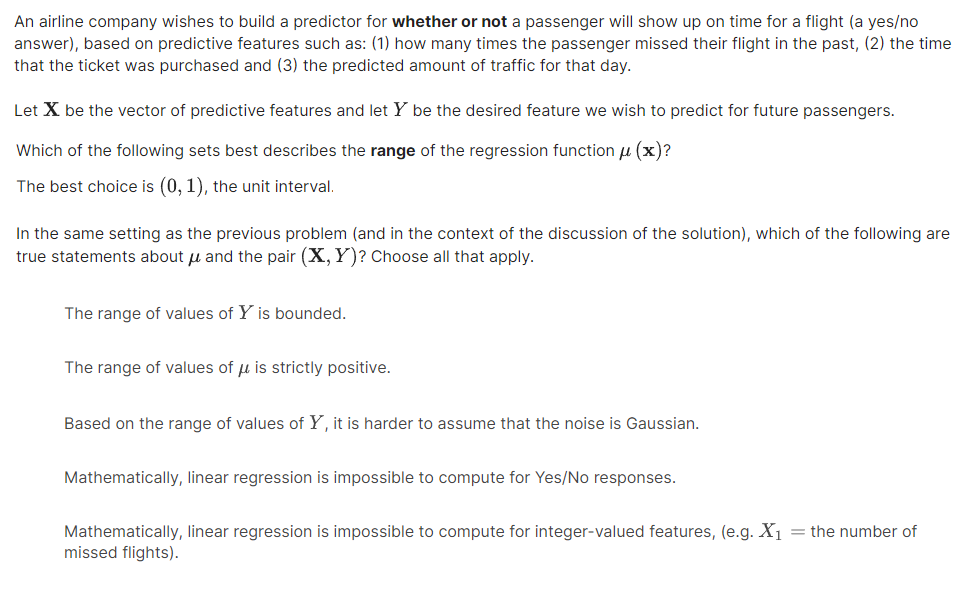 An airline company wishes to build a predictor for whether or not a passenger will show up on time for a flight (a yes/no
answer), based on predictive features such as: (1) how many times the passenger missed their flight in the past, (2) the time
that the ticket was purchased and (3) the predicted amount of traffic for that day.
Let X be the vector of predictive features and let Y be the desired feature we wish to predict for future passengers.
Which of the following sets best describes the range of the regression function μ (x)?
The best choice is (0, 1), the unit interval.
In the same setting as the previous problem (and in the context of the discussion of the solution), which of the following are
true statements about μ and the pair (X, Y)? Choose all that apply.
The range of values of Y is bounded.
The range of values of μ is strictly positive.
Based on the range of values of Y, it is harder to assume that the noise is Gaussian.
Mathematically, linear regression is impossible to compute for Yes/No responses.
Mathematically, linear regression is impossible to compute for integer-valued features, (e.g. X₁ = the number of
missed flights).